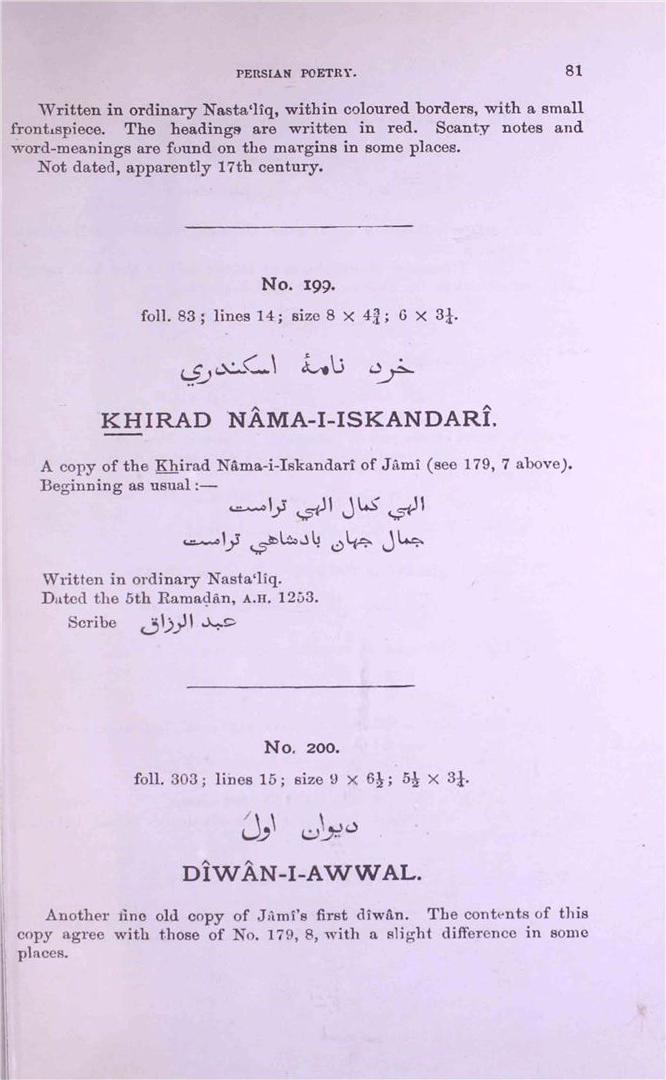 PERSIAN POETRY. 81
Written in ordinary Nasta‘lîq, within coloured borders, with a small
frontispiece. The headings are written in red. Scanty notes and
word-meanings are found on the margins in some places.
Not dated, apparently 17th century.
No. 199.
foll. 83; lines 14; size 8 × 4¾; 6 × 3¼.
خرد نامۀ اسكندري
KHIRAD NÂMA-I-ISKANDARÎ.
A copy of the Khirad Nâma-i-Iskandarî of Jâmî (see 179, 7 above).
Beginning as usual :—
الهي كمال الهي تراست
جمال جهان بادشاهي تراست
Written in ordinary Nasta‘lîq.
Dated the 5th Ramaḍân, A.H. 1253.
Scribe عبد الرزاق
No. 200.
foll. 303; lines 15; size 9 × 6½; 5½ × 3¼.
ديوان اول
DÎWÂN-I-AWWAL.
Another fine old copy of Jâmî's first dîwân. The contents of this
copy agree with those of No. 179, 8, with a slight difference in some
places.